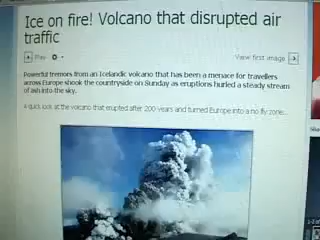 Ice on fire! Volcano that disrupted air
traffic
Play
View first image
Powerful tremors from an Icelandic volcano that has been a menace for travellers
across Europe shook the countryside on Sunday as eruptions hurled a steady stream
of ash into the sky.
A quick look at the volcano that erupted after 200 years and turned Europe into a no fly zone...